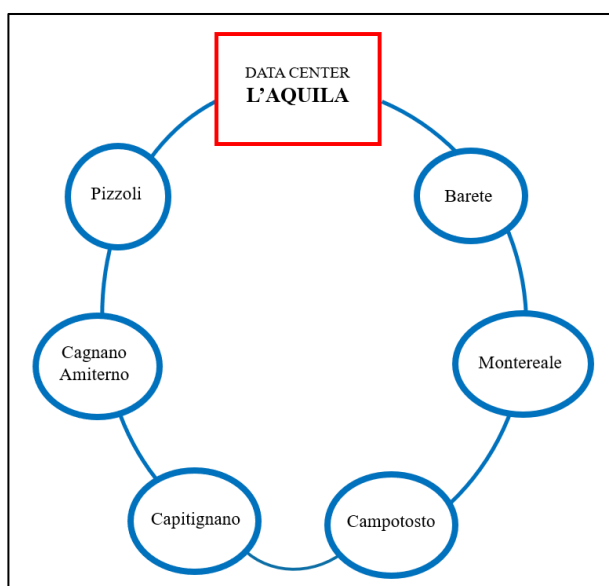 DATA CENTER
L'AQUILA
Pizzoli
Barete
Cagnano
Amiterno
Montereale
Capitignano
Campotosto